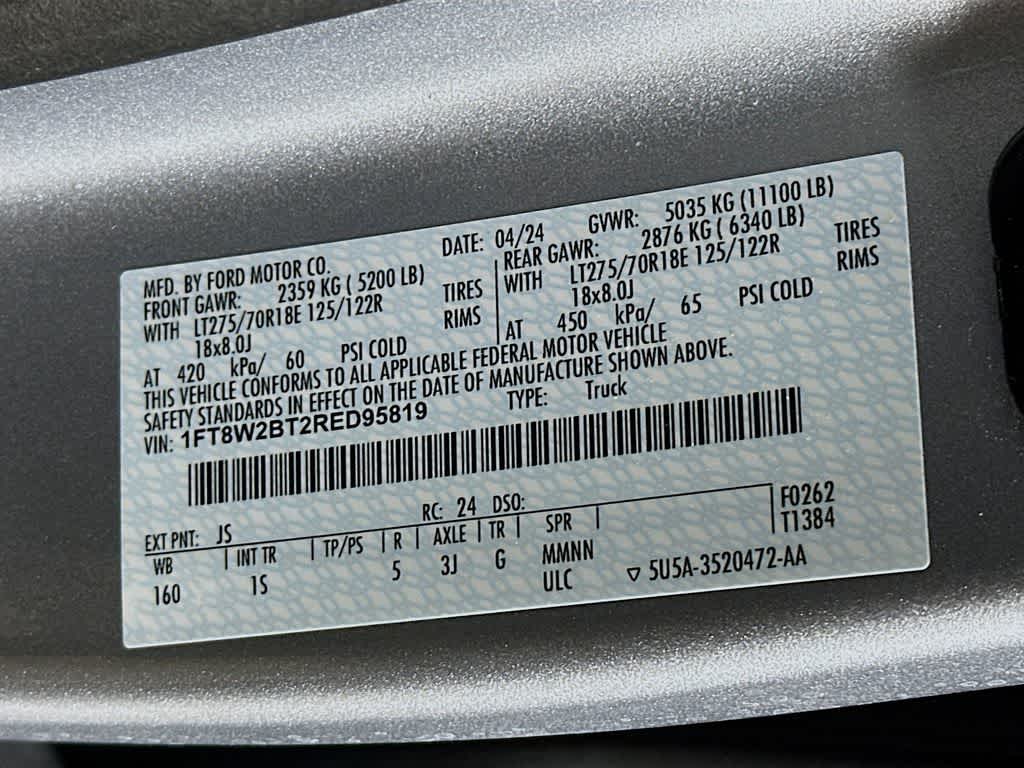 MFD. BY FORD MOTOR CO.
DATE: 04/24 GVWR: 5035 KG (11100 LB)
FRONT GAWR: 2359 KG ( 5200 LB)
WITH LT275/70R18E 125/122R TIRES
18x8.0J RIMS
AT 420 kPa/ 60 PSI COLD
REAR GAWR: 2876 KG ( 6340 LB)
WITH LT275/70R18E 125/122R TIRES
18x8.0J RIMS
AT 450 kPa/ 65 PSI COLD
THIS VEHICLE CONFORMS TO ALL APPLICABLE FEDERAL MOTOR VEHICLE
SAFETY STANDARDS IN EFFECT ON THE DATE OF MANUFACTURE SHOWN ABOVE.
VIN: 1FT8W2BT2RED95819 TYPE: Truck
EXT PNT: JS RC: 24 DSO: F0262
WB INT TR TP/PS R AXLE TR SPR T1384
160 1S 5 3J G MMNN
ULC 5U5A-3520472-AA